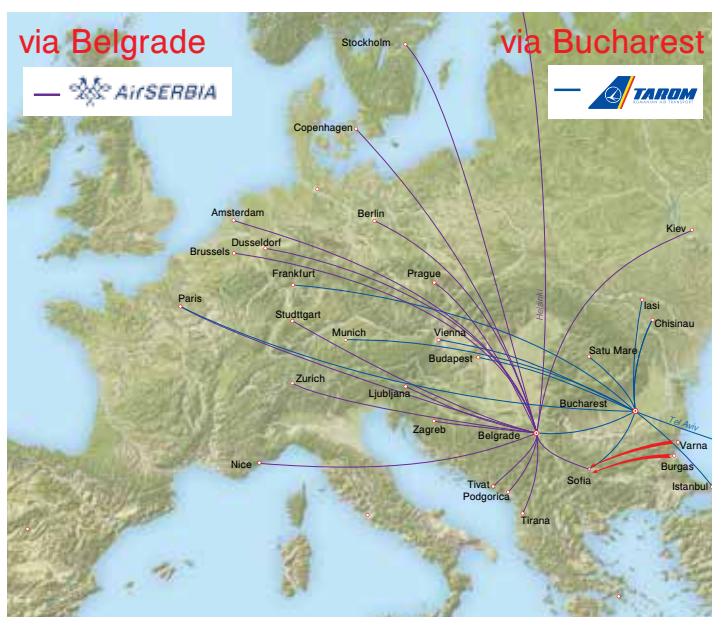 via Belgrade
via Bucharest
AirSERBIA
TAROM
ROMANIAN AIR TRANSPORT
Stockholm
Copenhagen
Amsterdam
Berlin
Kiev
Dusseldorf
Brussels
Frankfurt
Prague
Paris
Helsinki
Iasi
Studttgart
Chisinau
Munich
Vienna
Satu Mare
Budapest
Zurich
Ljubljana
Bucharest
Tel Aviv
Zagreb
Belgrade
Varna
Nice
Burgas
Sofia
Tivat
Istanbul
Podgorica
Tirana